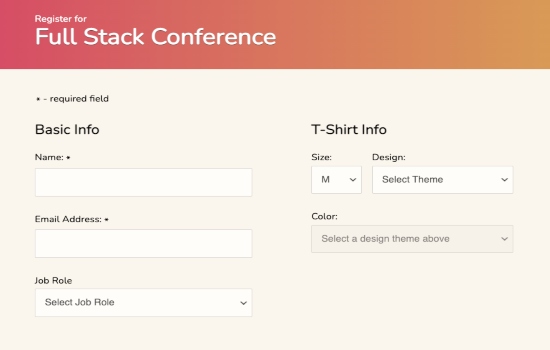 Register for
Full Stack Conference
* - required field
Basic Info
Name: *
Email Address: *
Job Role
Select Job Role
T-Shirt Info
Size:
Design:
M
Select Theme
Color:
Select a design theme above